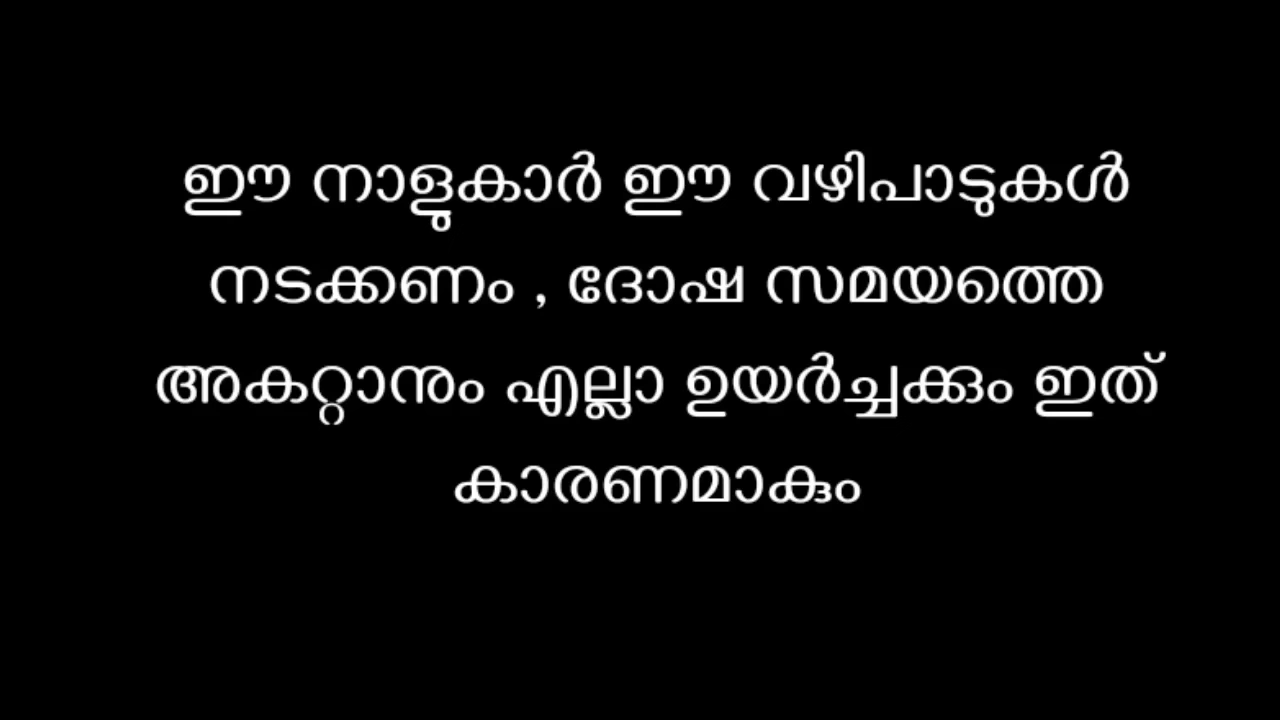 ഈ നാളുകാർ ഈ വഴിപാടുകൾ
നടക്കണം , ദോഷ സമയത്തെ
അകറ്റാനും എല്ലാ ഉയർച്ചക്കും ഇത്
കാരണമാകും